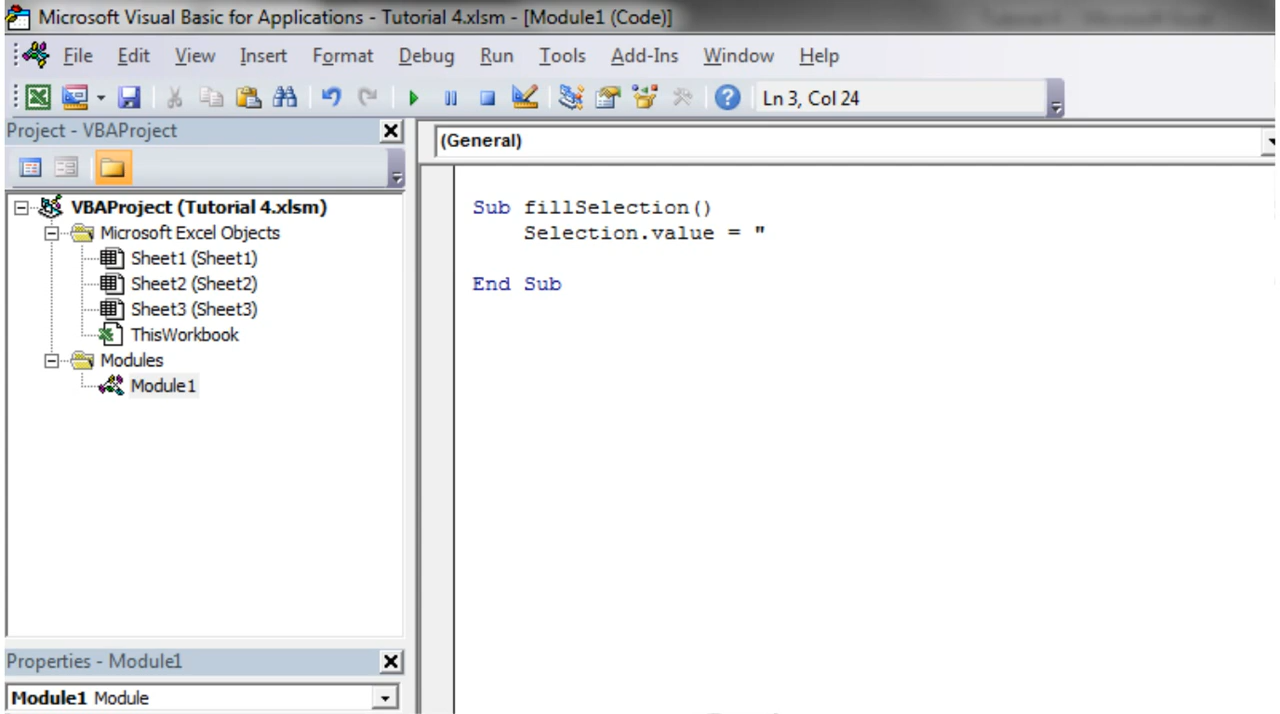 Microsoft Visual Basic for Applications - Tutorial 4.xlsm - [Module1 (Code)]
File Edit View Insert Format Debug Run Tools Add-Ins Window Help
Ln 3, Col 24
Project - VBAProject
(General)
VBAProject (Tutorial 4.xlsm)
Microsoft Excel Objects
Sheet1 (Sheet1)
Sheet2 (Sheet2)
Sheet3 (Sheet3)
ThisWorkbook
Modules
Module1
Sub fillSelection()
Selection.value = "
End Sub
Properties - Module1
Module1 Module